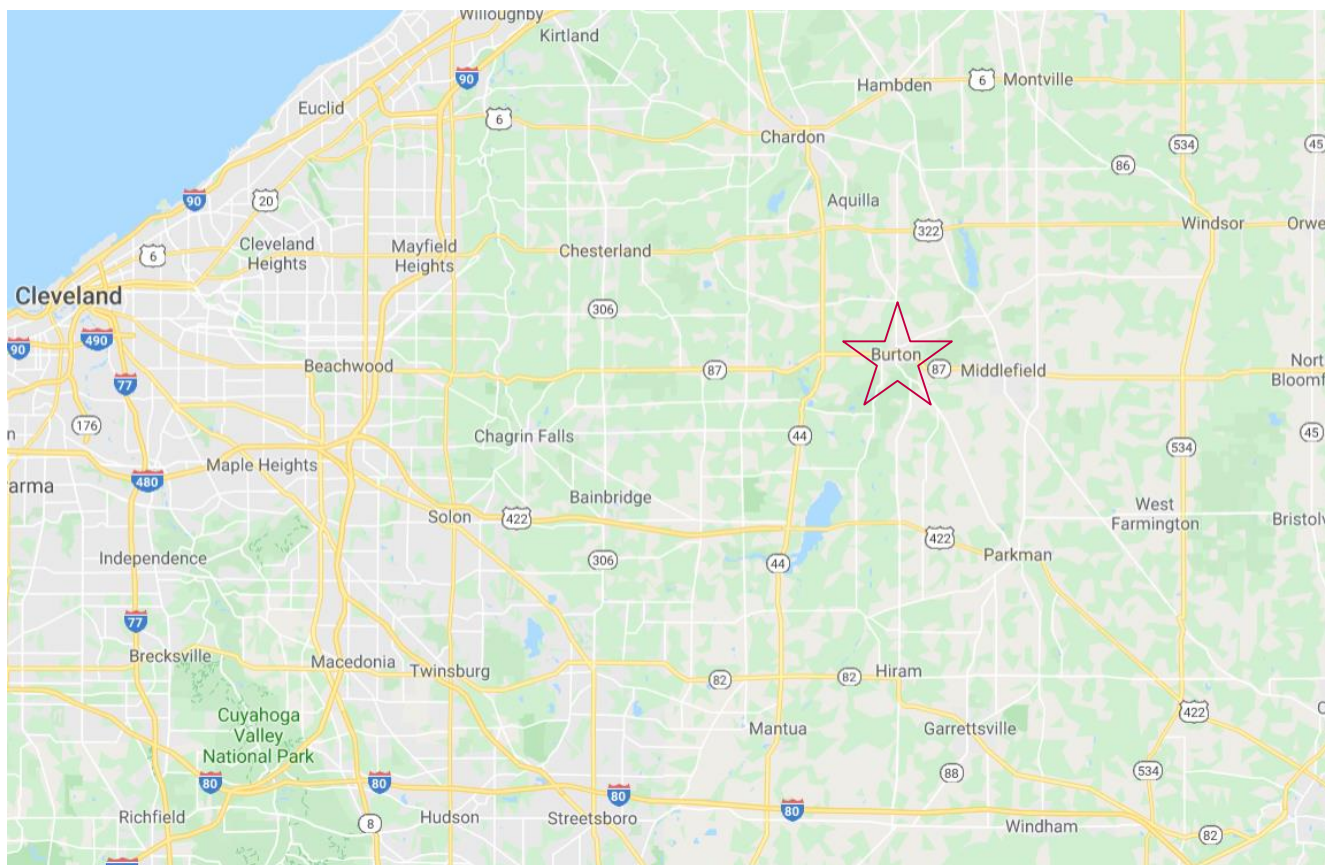 Willoughby
Kirtland
90
Hambden
6
Montville
Euclid
6
Chardon
534
45
86
90
20
Aquilla
322
Windsor
Orwe
6
Cleveland
Heights
Mayfield
Heights
Chesterland
Cleveland
306
490
90
Burton
87
Middlefield
North
Bloomf
Beachwood
87
77
176
Chagrin Falls
44
45
534
n
Maple Heights
480
arma
Bainbridge
West
Farmington
Solon
422
Bristolv
422
Independence
306
44
Parkman
77
Brecksville
Macedonia
Twinsburg
82
82
Hiram
422
C
Cuyahoga
Valley
National Park
Mantua
Garrettsville
80
80
88
534
80
80
Richfield
8
Hudson
Streetsboro
Windham
82